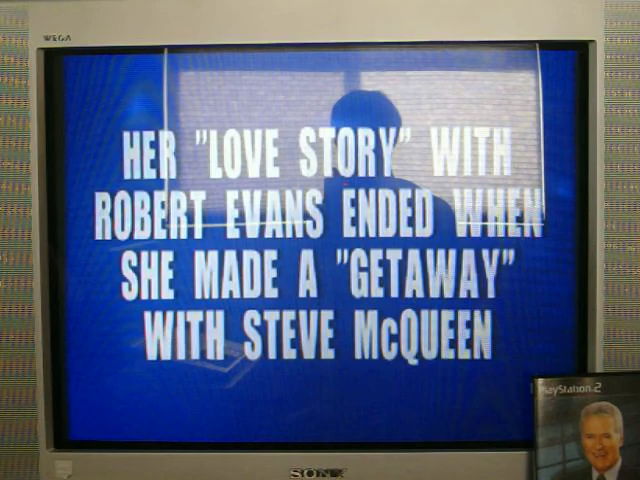 WEGA
HER "LOVE STORY" WITH
ROBERT EVANS ENDED WHEN
SHE MADE A "GETAWAY"
WITH STEVE McQUEEN
PlayStation 2
SONY